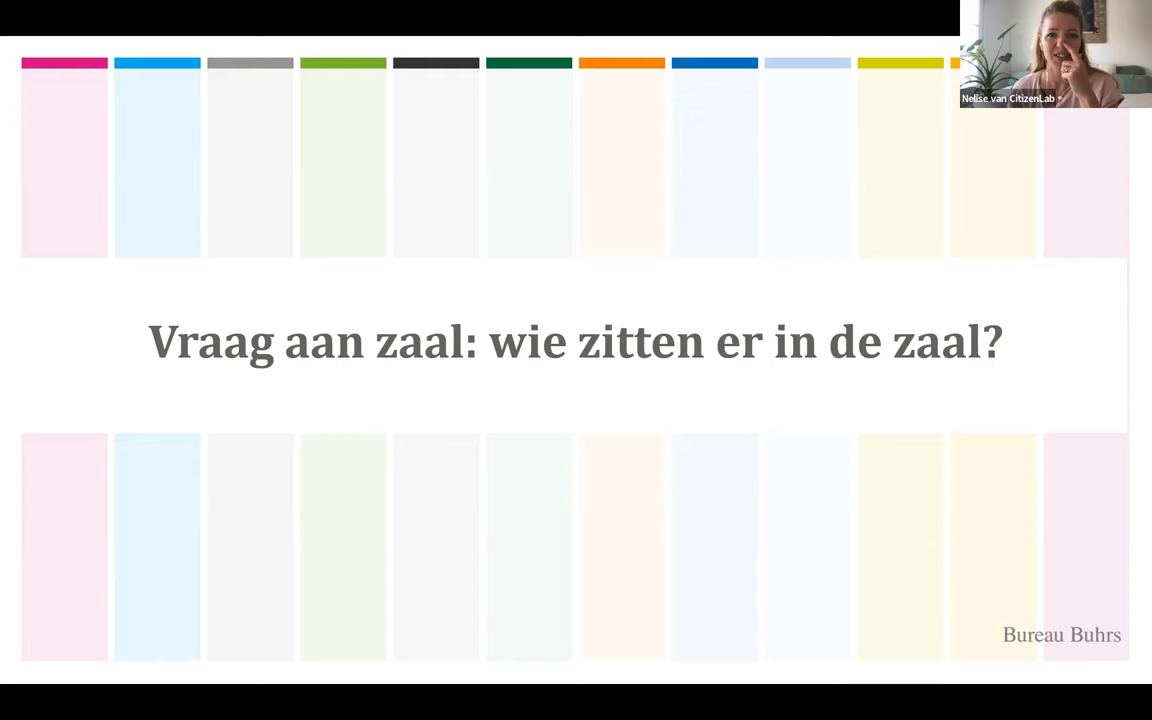 Nelise van CitizenLab
Vraag aan zaal: wie zitten er in de zaal?
Bureau Buhrs